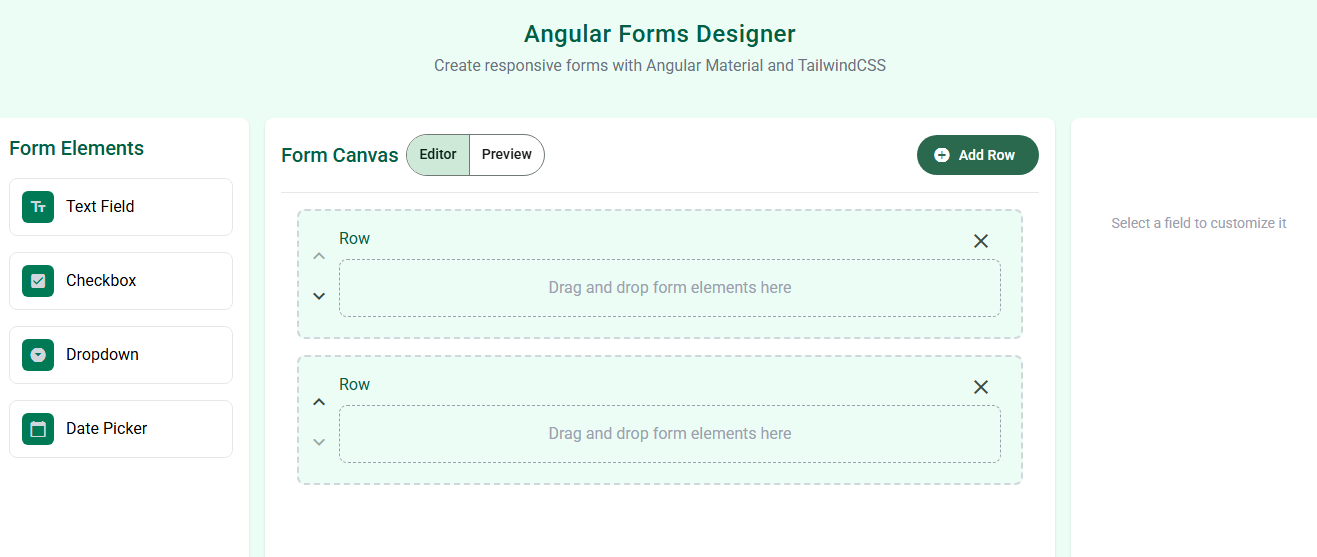 Angular Forms Designer
Create responsive forms with Angular Material and TailwindCSS
Form Elements
Text Field
Checkbox
Dropdown
Date Picker
Form Canvas
Editor
Preview
Add Row
Row
Drag and drop form elements here
Row
Drag and drop form elements here
Select a field to customize it